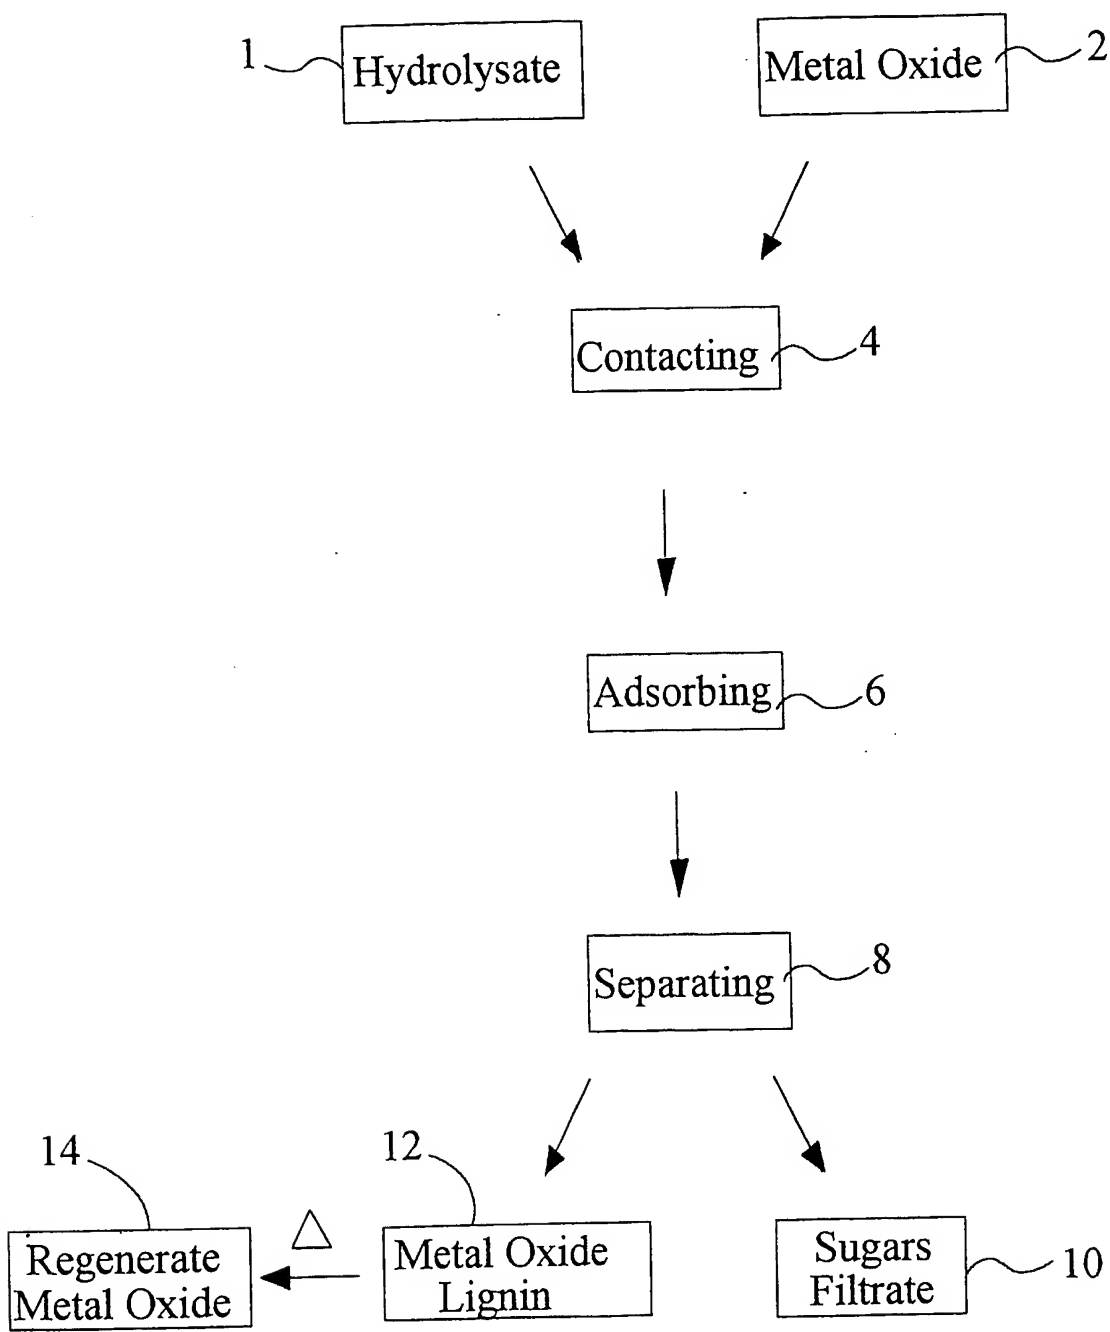 1
Hydrolysate
Metal Oxide
2
Contacting
4
Adsorbing
6
Separating
8
14
12
Regenerate
Metal Oxide
Δ
Metal Oxide
Lignin
Sugars
Filtrate
10